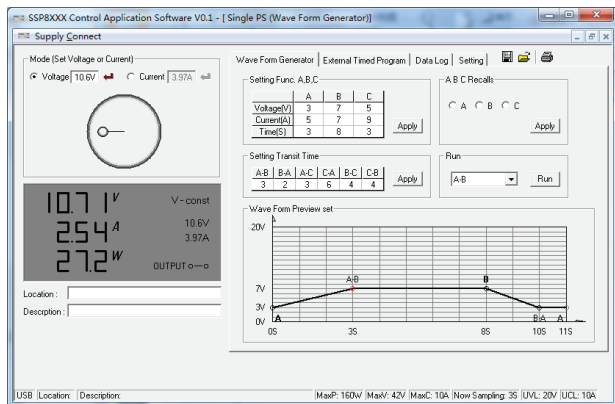 SSP8XXX Control Application Software V0.1 - [ Single PS (Wave Form Generator)]
Supply Connect
Mode (Set Voltage or Current)
Voltage 10.6V Current 3.97A
10.71 V V-const
2.54 A 10.6V
3.97A
27.2 W OUTPUT
Location :
Descrption :
Wave Form Generator External Timed Program Data Log Setting
Setting Func. A,B,C
A B C
Voltage(V) 3 7 5
Current(A) 5 7 9
Time(S) 3 8 3
Apply
A B C Recalls
A B C
Apply
Setting Transit Time
A-B B-A A-C C-A B-C C-B
3 2 3 6 4 4
Apply
Run
A-B Run
Wave Form Preview set
20V
A-B B
7V
3V
0V A B-A A
0S 3S 8S 10S 11S
USB Location: Description: MaxP: 160W MaxV: 42V MaxC: 10A Now Sampling: 3S UVL: 20V UCL: 10A